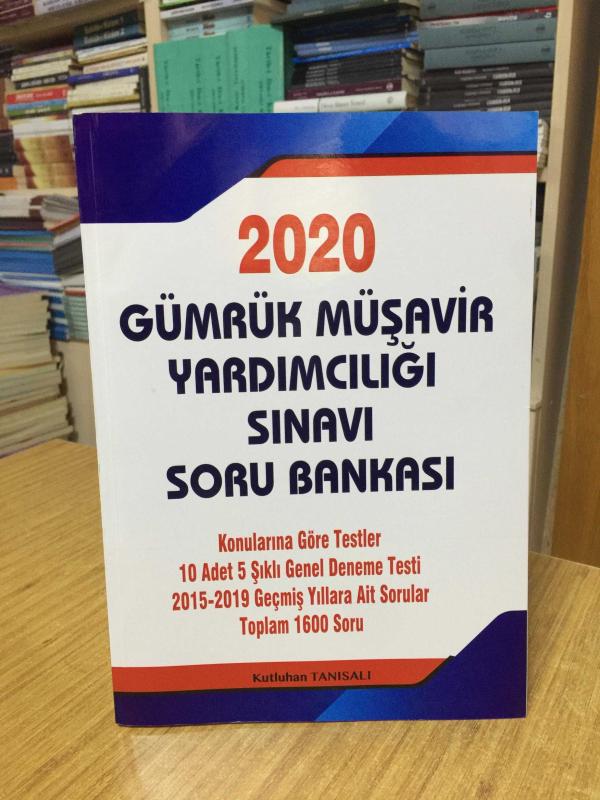 2020
GÜMRÜK MÜŞAVİR
YARDIMCILIĞI
SINAVI
SORU BANKASI
Konularına Göre Testler
10 Adet 5 Şıklı Genel Deneme Testi
2015-2019 Geçmiş Yıllara Ait Sorular
Toplam 1600 Soru
Kutluhan TANISALI